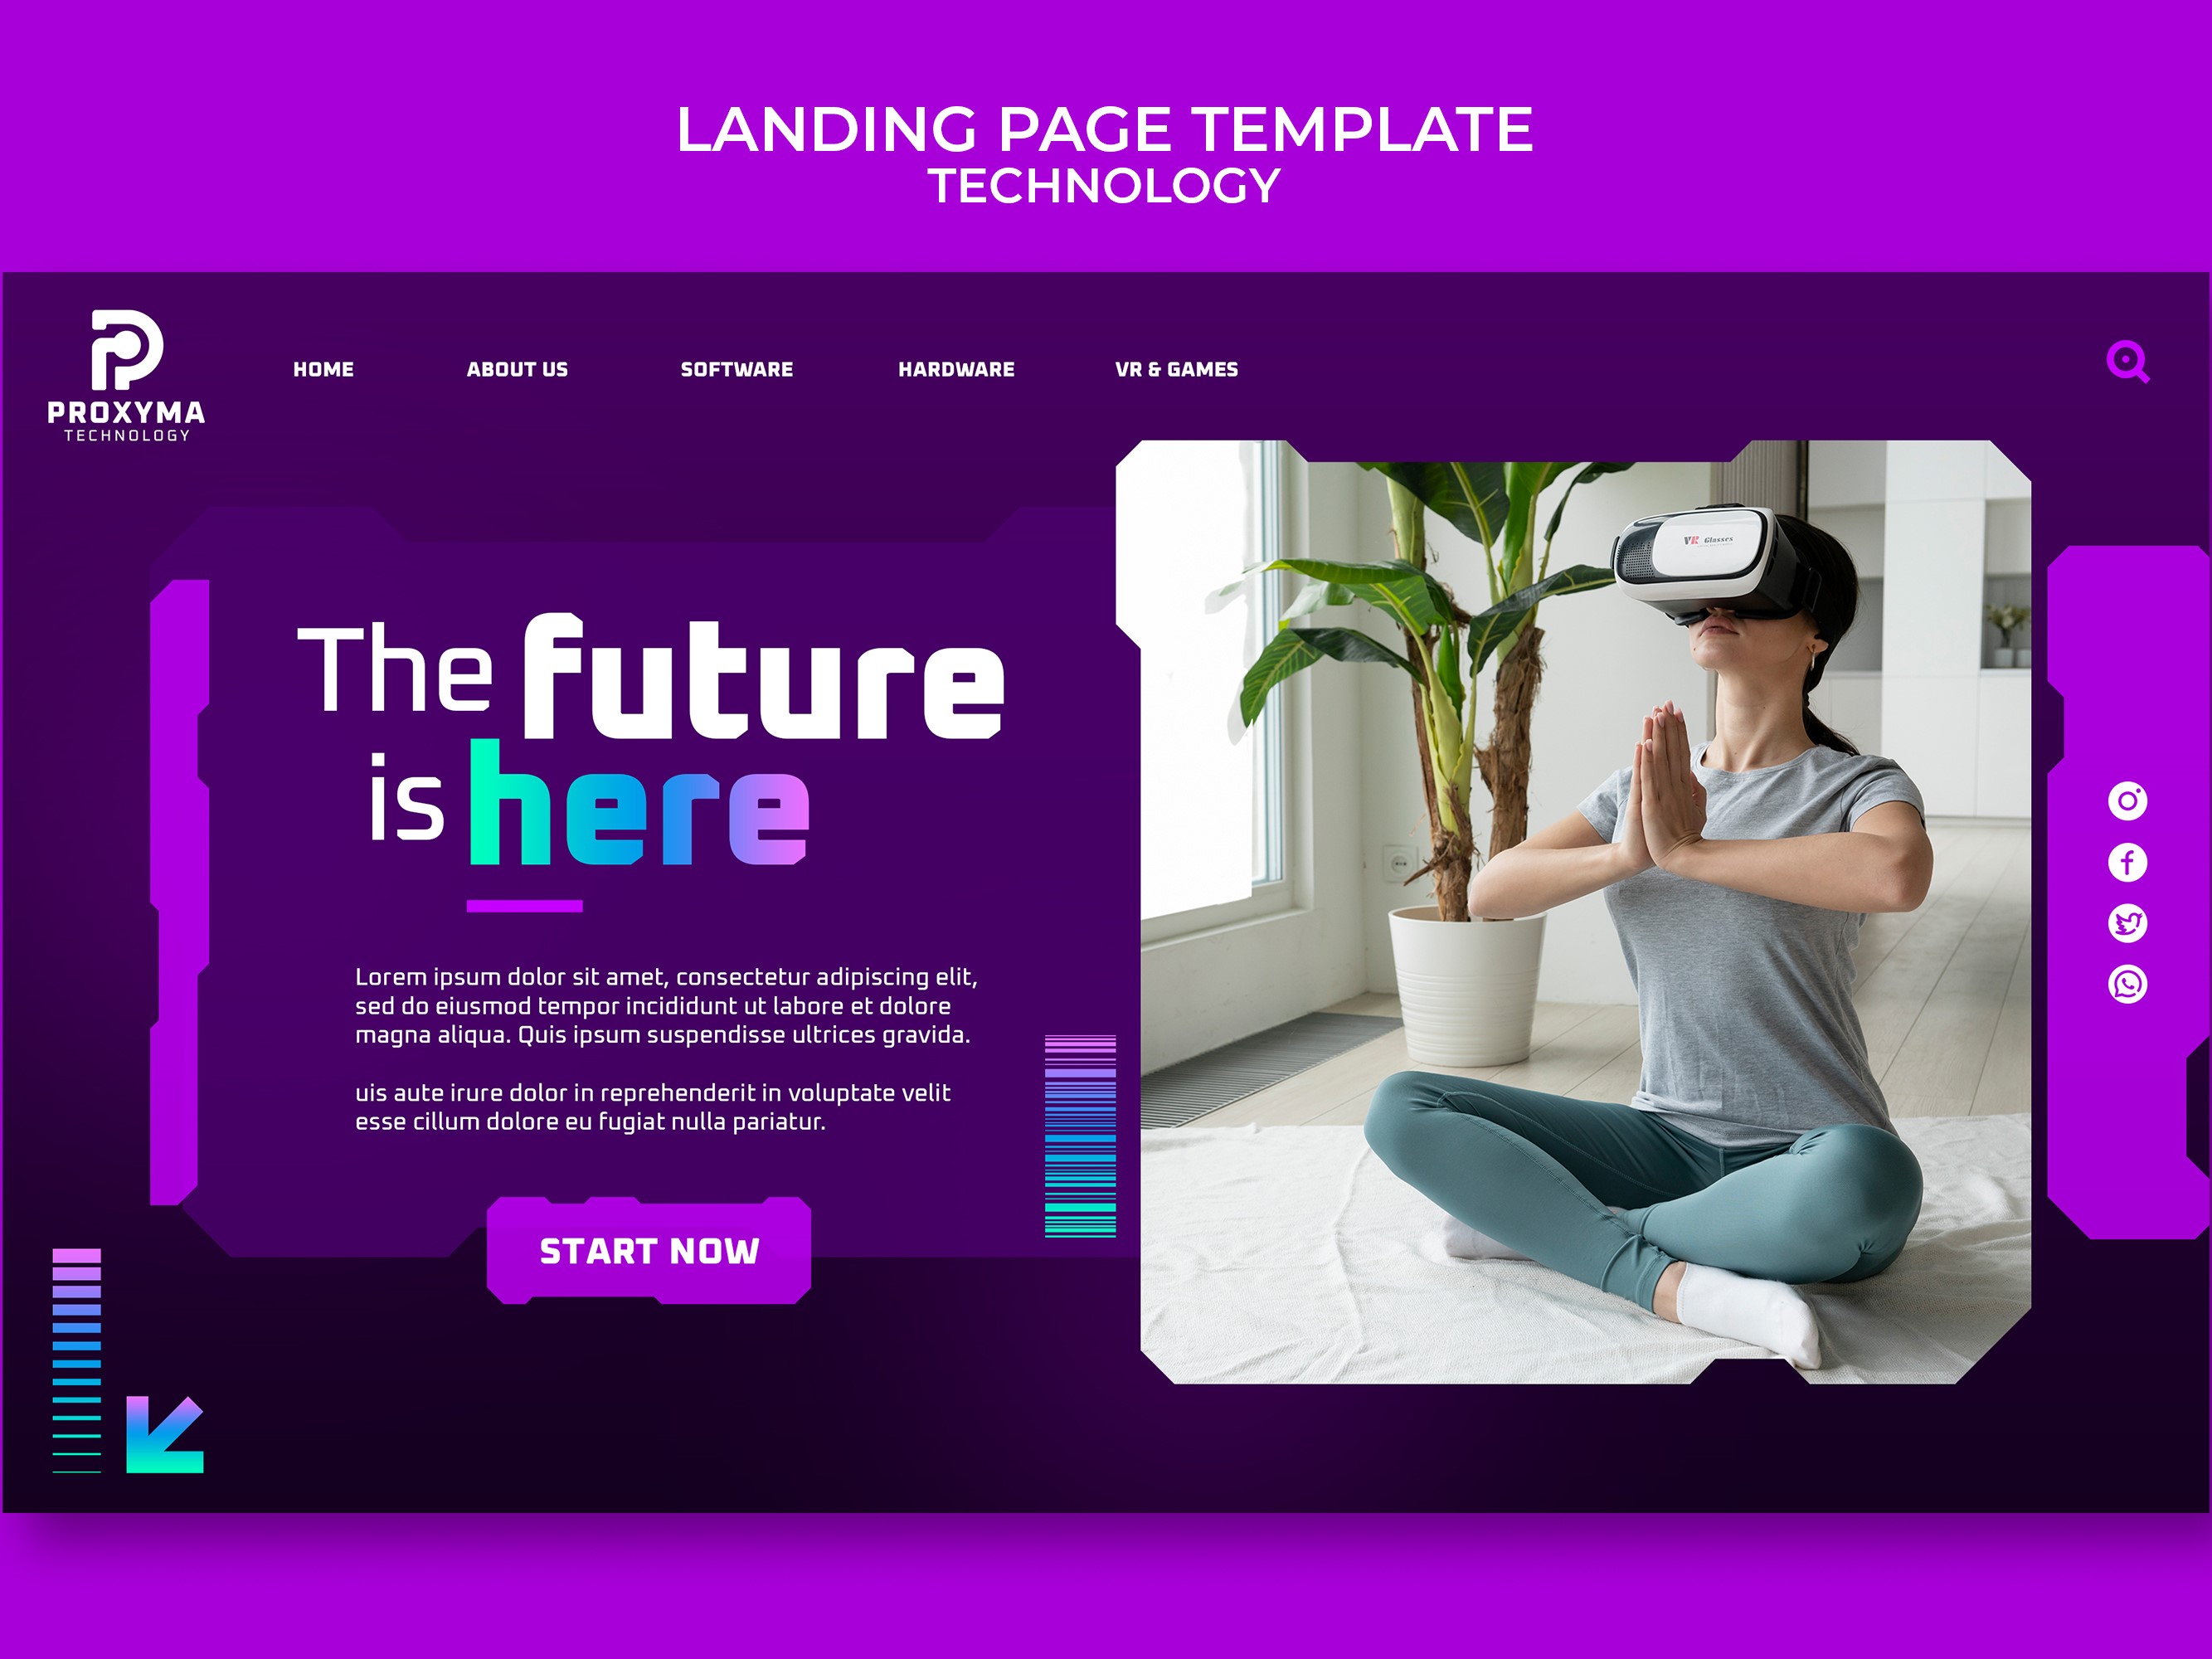 LANDING PAGE TEMPLATE
TECHNOLOGY
PROXYMA
TECHNOLOGY
HOME
ABOUT US
SOFTWARE
HARDWARE
VR & GAMES
The future
is here
Lorem ipsum dolor sit amet, consectetur adipiscing elit,
sed do eiusmod tempor incididunt ut labore et dolore
magna aliqua. Quis ipsum suspendisse ultrices gravida.
uis aute irure dolor in reprehenderit in voluptate velit
esse cillum dolore eu fugiat nulla pariatur.
START NOW
VR Glasses